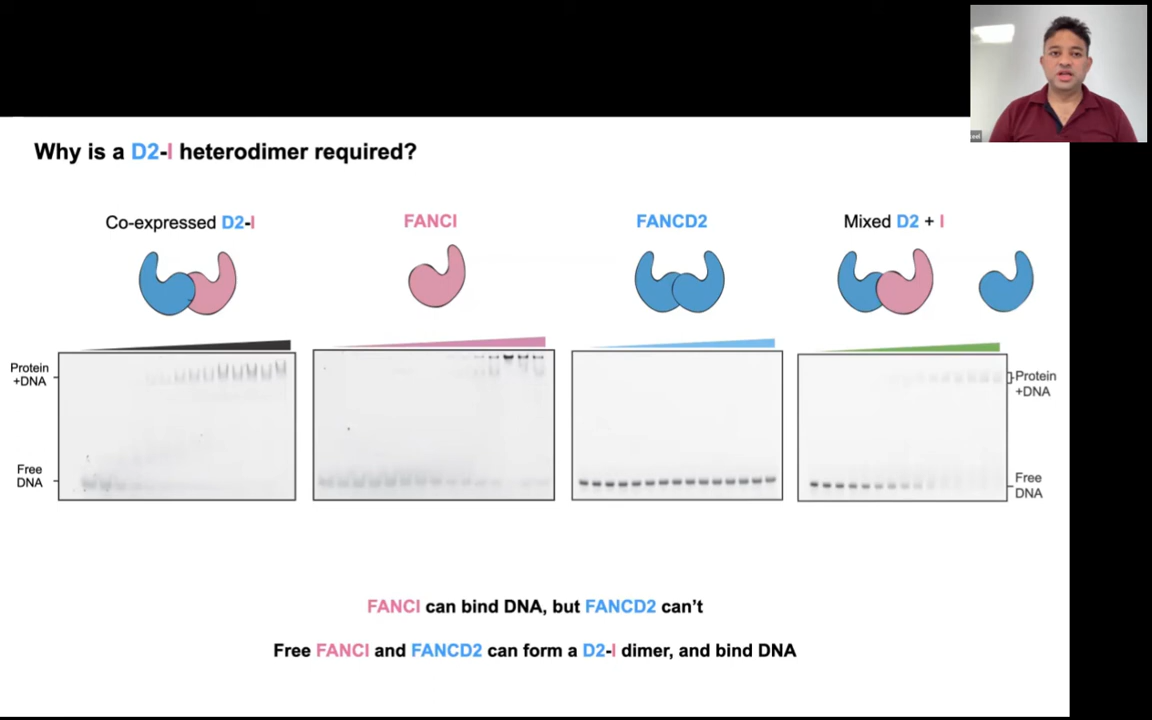 Why is a D2-I heterodimer required?
Co-expressed D2-I
FANCI
FANCD2
Mixed D2 + I
Protein
+DNA
Free
DNA
Protein
+DNA
Free
DNA
FANCI can bind DNA, but FANCD2 can't
Free FANCI and FANCD2 can form a D2-I dimer, and bind DNA